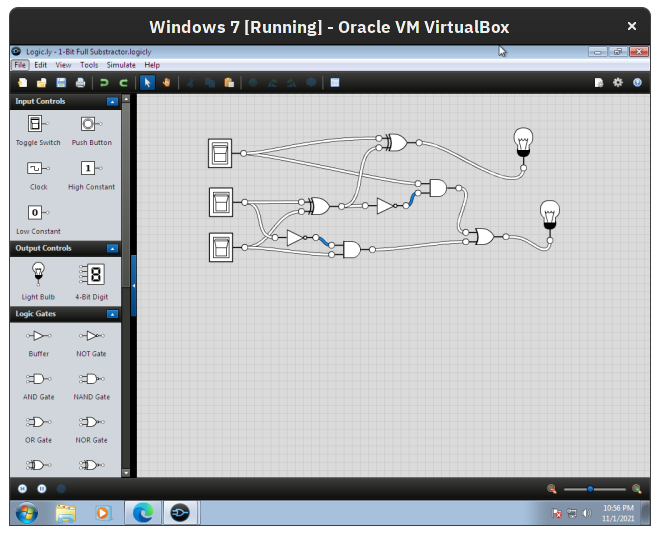 Windows 7 [Running] - Oracle VM VirtualBox
Logic.ly - 1-Bit Full Substractor.logicly
File Edit View Tools Simulate Help
Input Controls
Toggle Switch Push Button
Clock High Constant
1
0
Low Constant
Output Controls
8
Light Bulb 4-Bit Digit
Logic Gates
Buffer NOT Gate
AND Gate NAND Gate
OR Gate NOR Gate
10:56 PM
11/1/2021